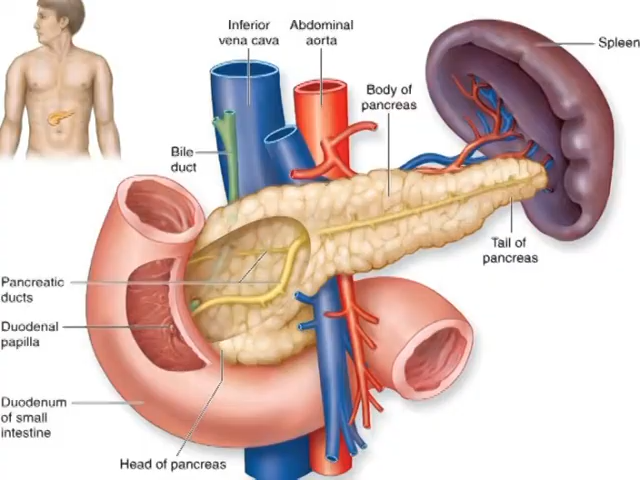 Inferior
vena cava
Abdominal
aorta
Spleen
Body of
pancreas
Bile
duct
Tail of
pancreas
Pancreatic
ducts
Duodenal
papilla
Duodenum
of small
intestine
Head of pancreas